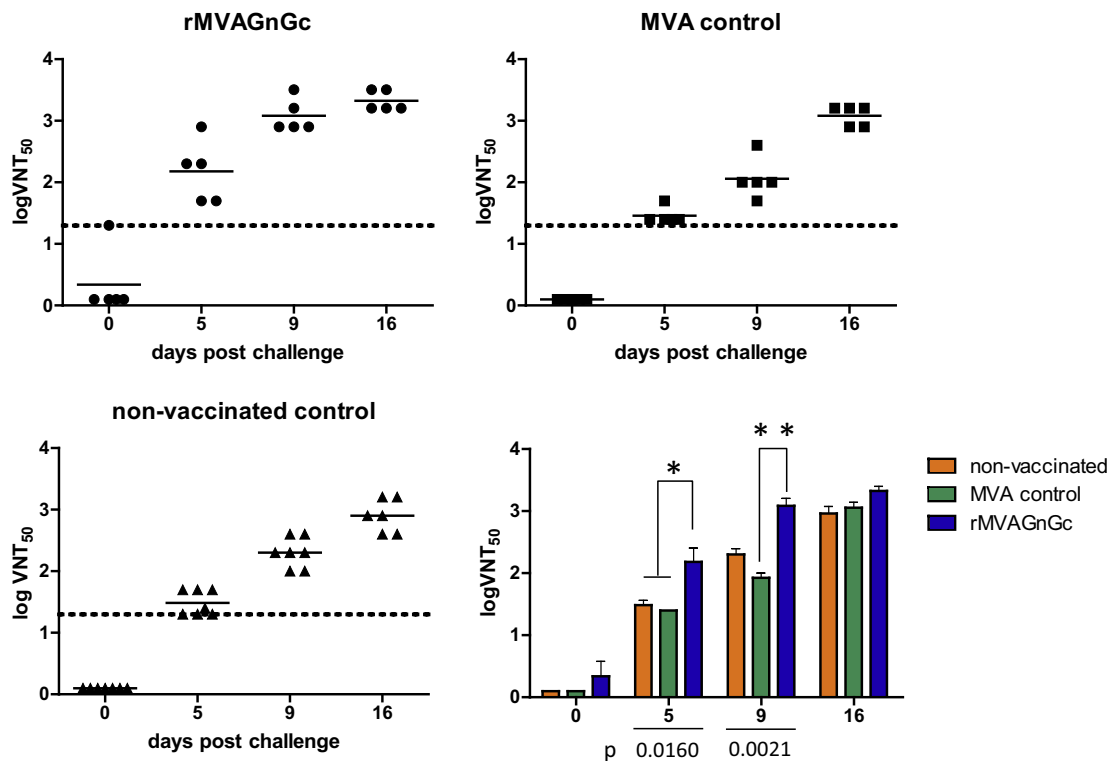 rMVAGnGc
4
3
2
1
0
logVNT50
0 5 9 16
days post challenge
MVA control
4
3
2
1
0
logVNT50
0 5 9 16
days post challenge
non-vaccinated control
4
3
2
1
0
log VNT50
0 5 9 16
days post challenge
4
3
2
1
0
logVNT50
*
* *
0 5 9 16
p 0.0160 0.0021
non-vaccinated
MVA control
rMVAGnGc